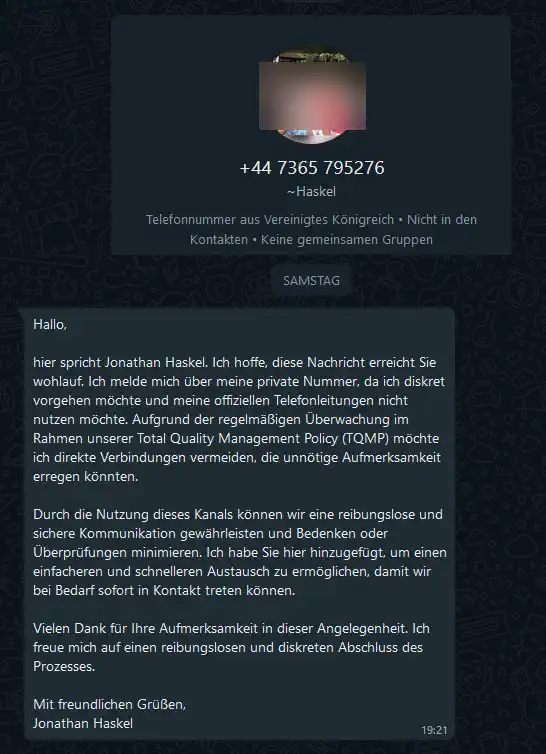 +44 7365 795276
~Haskel
Telefonnummer aus Vereinigtes Königreich • Nicht in den
Kontakten • Keine gemeinsamen Gruppen
SAMSTAG
Hallo,
hier spricht Jonathan Haskel. Ich hoffe, diese Nachricht erreicht Sie
wohlauf. Ich melde mich über meine private Nummer, da ich diskret
vorgehen möchte und meine offiziellen Telefonleitungen nicht
nutzen möchte. Aufgrund der regelmäßigen Überwachung im
Rahmen unserer Total Quality Management Policy (TQMP) möchte
ich direkte Verbindungen vermeiden, die unnötige Aufmerksamkeit
erregen könnten.
Durch die Nutzung dieses Kanals können wir eine reibungslose und
sichere Kommunikation gewährleisten und Bedenken oder
Überprüfungen minimieren. Ich habe Sie hier hinzugefügt, um einen
einfacheren und schnelleren Austausch zu ermöglichen, damit wir
bei Bedarf sofort in Kontakt treten können.
Vielen Dank für Ihre Aufmerksamkeit in dieser Angelegenheit. Ich
freue mich auf einen reibungslosen und diskreten Abschluss des
Prozesses.
Mit freundlichen Grüßen,
Jonathan Haskel
19:21